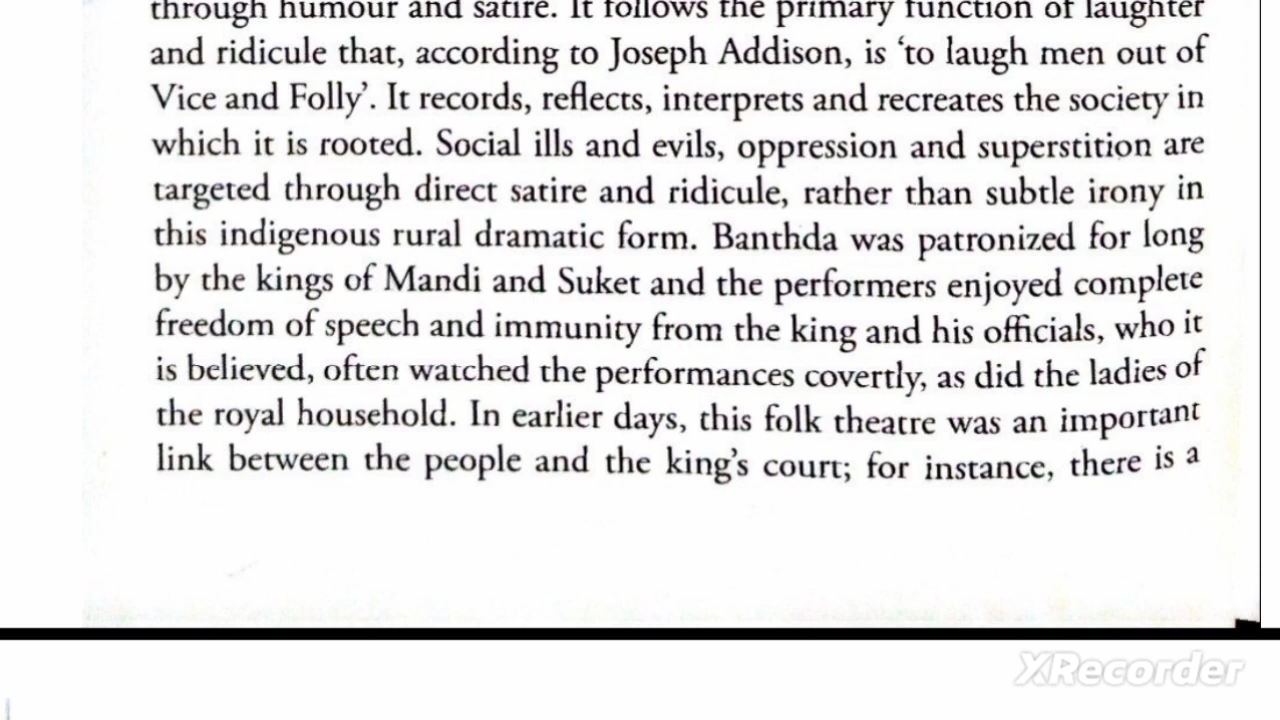 through humour and satire. It follows the primary function of laughter
and ridicule that, according to Joseph Addison, is ‘to laugh men out of
Vice and Folly’. It records, reflects, interprets and recreates the society in
which it is rooted. Social ills and evils, oppression and superstition are
targeted through direct satire and ridicule, rather than subtle irony in
this indigenous rural dramatic form. Banthda was patronized for long
by the kings of Mandi and Suket and the performers enjoyed complete
freedom of speech and immunity from the king and his officials, who it
is believed, often watched the performances covertly, as did the ladies of
the royal household. In earlier days, this folk theatre was an important
link between the people and the king’s court; for instance, there is a
XRecorder